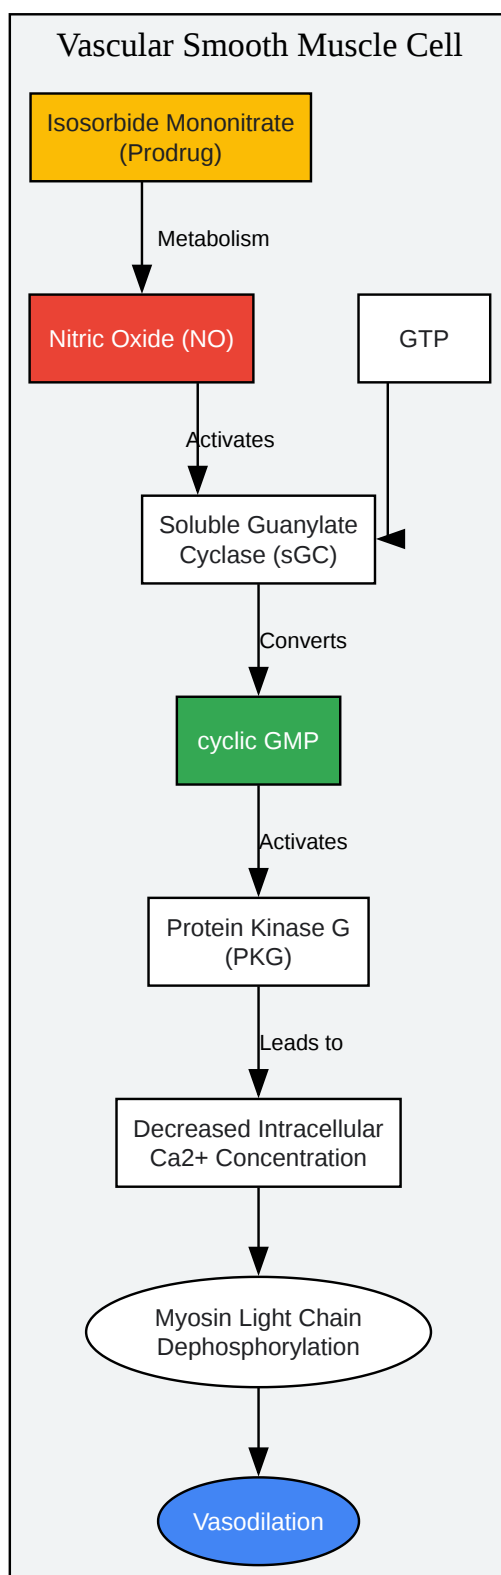 Vascular Smooth Muscle Cell
Isosorbide Mononitrate
(Prodrug)
Metabolism
Nitric Oxide (NO)
GTP
Activates
Soluble Guanylate
Cyclase (sGC)
Converts
cyclic GMP
Activates
Protein Kinase G
(PKG)
Leads to
Decreased Intracellular
Ca2+ Concentration
Myosin Light Chain
Dephosphorylation
Vasodilation